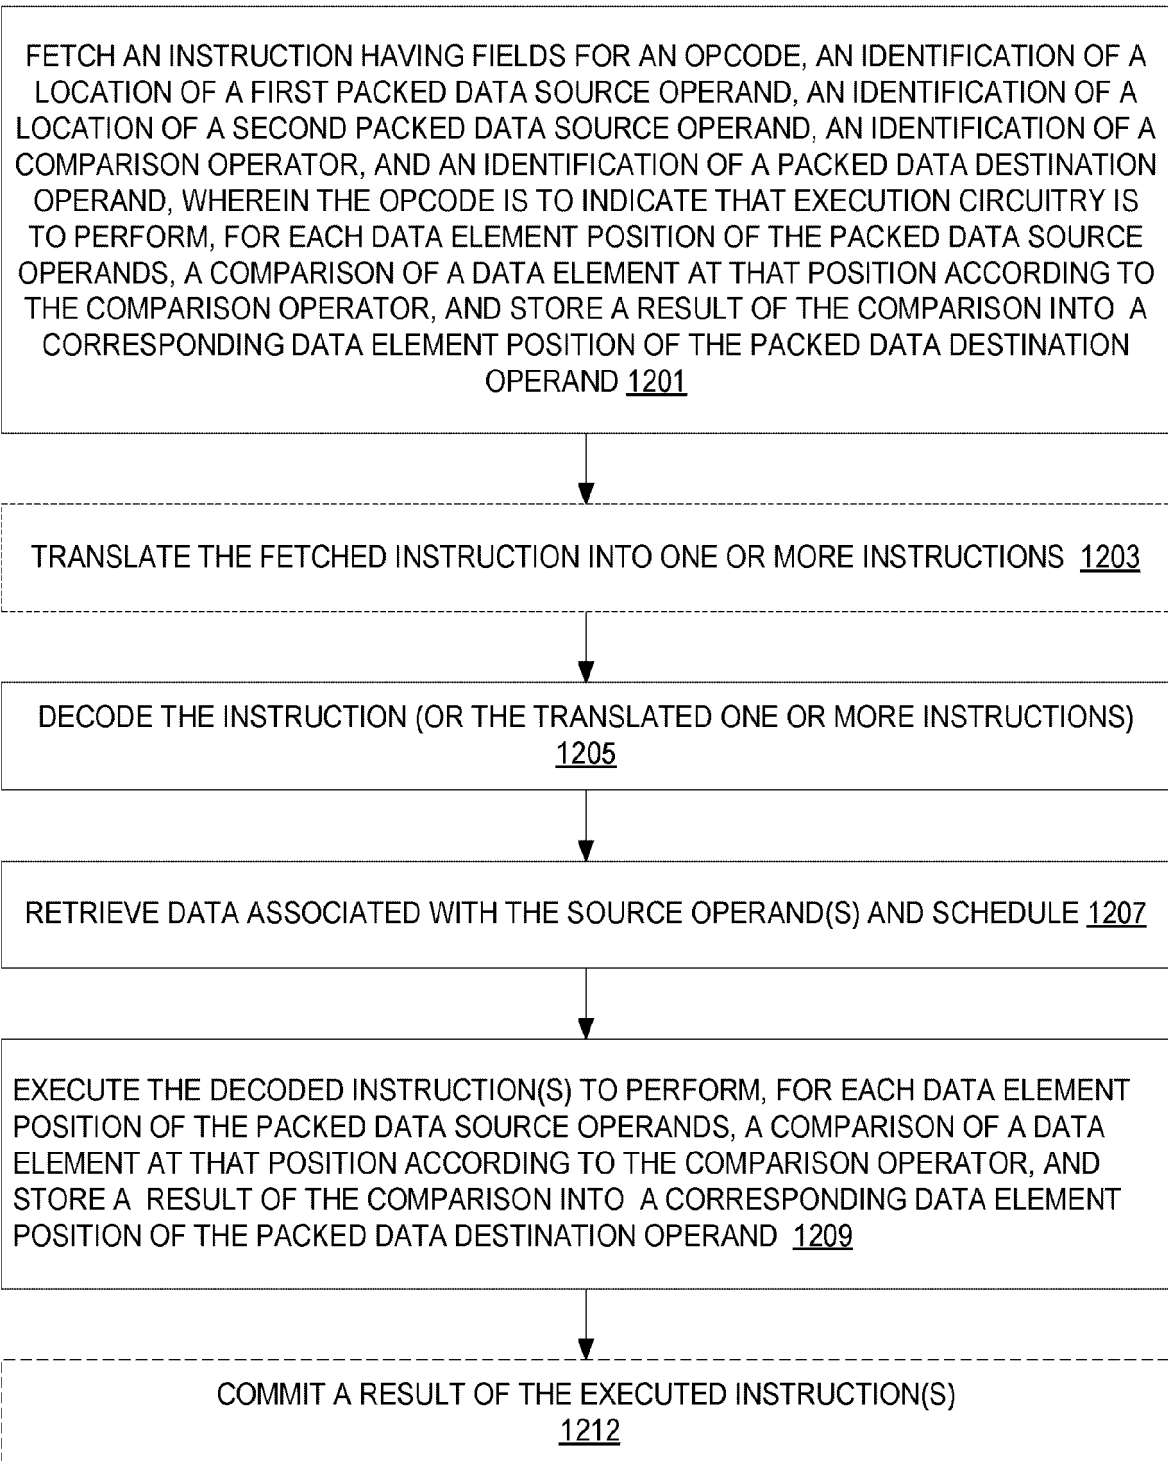 FETCH AN INSTRUCTION HAVING FIELDS FOR AN OPCODE, AN IDENTIFICATION OF A
LOCATION OF A FIRST PACKED DATA SOURCE OPERAND, AN IDENTIFICATION OF A
LOCATION OF A SECOND PACKED DATA SOURCE OPERAND, AN IDENTIFICATION OF A
COMPARISON OPERATOR, AND AN IDENTIFICATION OF A PACKED DATA DESTINATION
OPERAND, WHEREIN THE OPCODE IS TO INDICATE THAT EXECUTION CIRCUITRY IS
TO PERFORM, FOR EACH DATA ELEMENT POSITION OF THE PACKED DATA SOURCE
OPERANDS, A COMPARISON OF A DATA ELEMENT AT THAT POSITION ACCORDING TO
THE COMPARISON OPERATOR, AND STORE A RESULT OF THE COMPARISON INTO A
CORRESPONDING DATA ELEMENT POSITION OF THE PACKED DATA DESTINATION
OPERAND 1201
TRANSLATE THE FETCHED INSTRUCTION INTO ONE OR MORE INSTRUCTIONS 1203
DECODE THE INSTRUCTION (OR THE TRANSLATED ONE OR MORE INSTRUCTIONS)
1205
RETRIEVE DATA ASSOCIATED WITH THE SOURCE OPERAND(S) AND SCHEDULE 1207
EXECUTE THE DECODED INSTRUCTION(S) TO PERFORM, FOR EACH DATA ELEMENT
POSITION OF THE PACKED DATA SOURCE OPERANDS, A COMPARISON OF A DATA
ELEMENT AT THAT POSITION ACCORDING TO THE COMPARISON OPERATOR, AND
STORE A RESULT OF THE COMPARISON INTO A CORRESPONDING DATA ELEMENT
POSITION OF THE PACKED DATA DESTINATION OPERAND 1209
COMMIT A RESULT OF THE EXECUTED INSTRUCTION(S)
1212